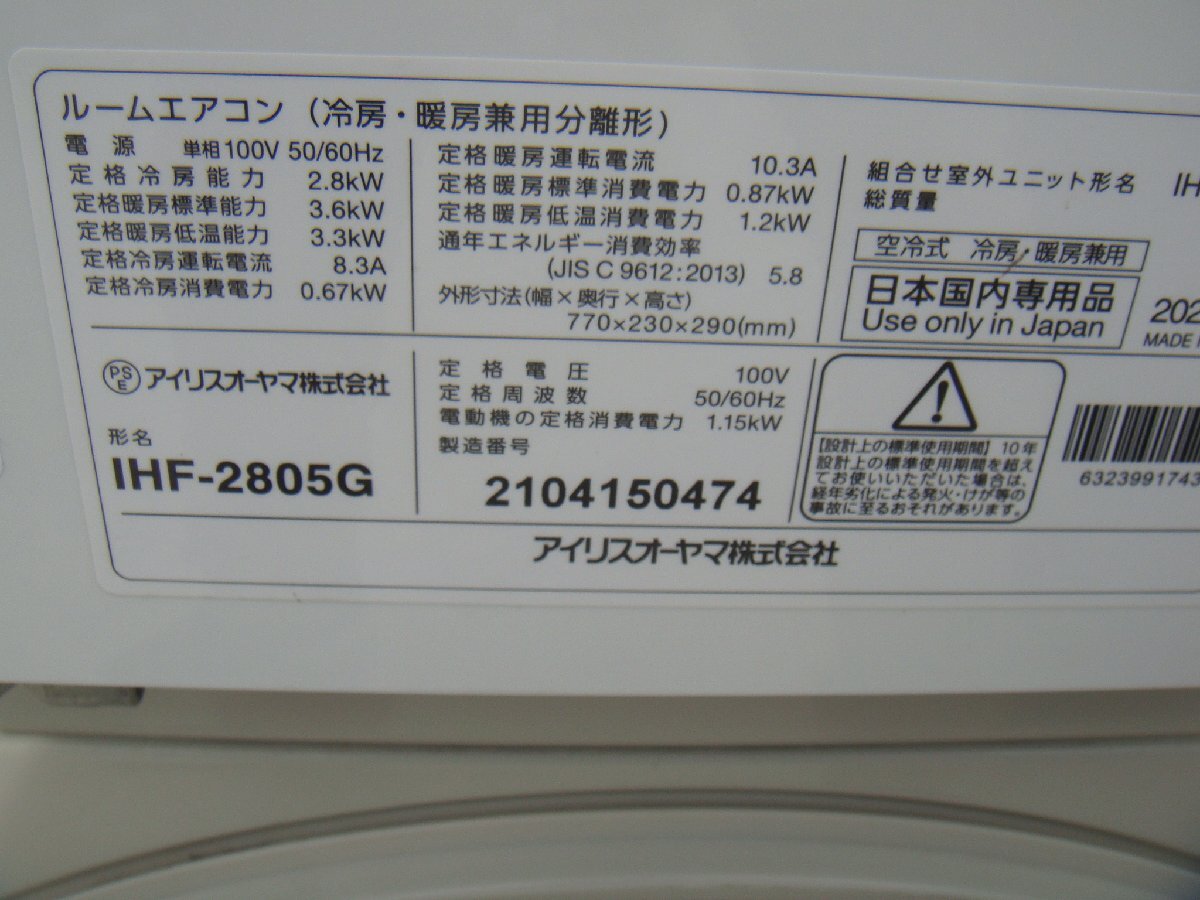 ルームエアコン（冷房・暖房兼用分離形）
電源 単相100V 50/60Hz
定格冷房能力 2.8kW
定格暖房標準能力 3.6kW
定格暖房低温能力 3.3kW
定格冷房運転電流 8.3A
定格冷房消費電力 0.67kW
定格暖房運転電流 10.3A
定格暖房標準消費電力 0.87kW
定格暖房低温消費電力 1.2kW
通年エネルギー消費効率
(JIS C 9612:2013) 5.8
外形寸法(幅×奥行×高さ)
770×230×290(mm)
組合せ室外ユニット形名 IH
総質量
空冷式 冷房・暖房兼用
日本国内専用品
Use only in Japan
202
MADE
PSE アイリスオーヤマ株式会社
形名
IHF-2805G
定格電圧 100V
定格周波数 50/60Hz
電動機の定格消費電力 1.15kW
製造番号
2104150474
【設計上の標準使用期間】10年
設計上の標準使用期間を超え
てお使いいただいた場合は、
経年劣化による発火・けが等の
事故に至るおそれがあります。
6323991743
アイリスオーヤマ株式会社